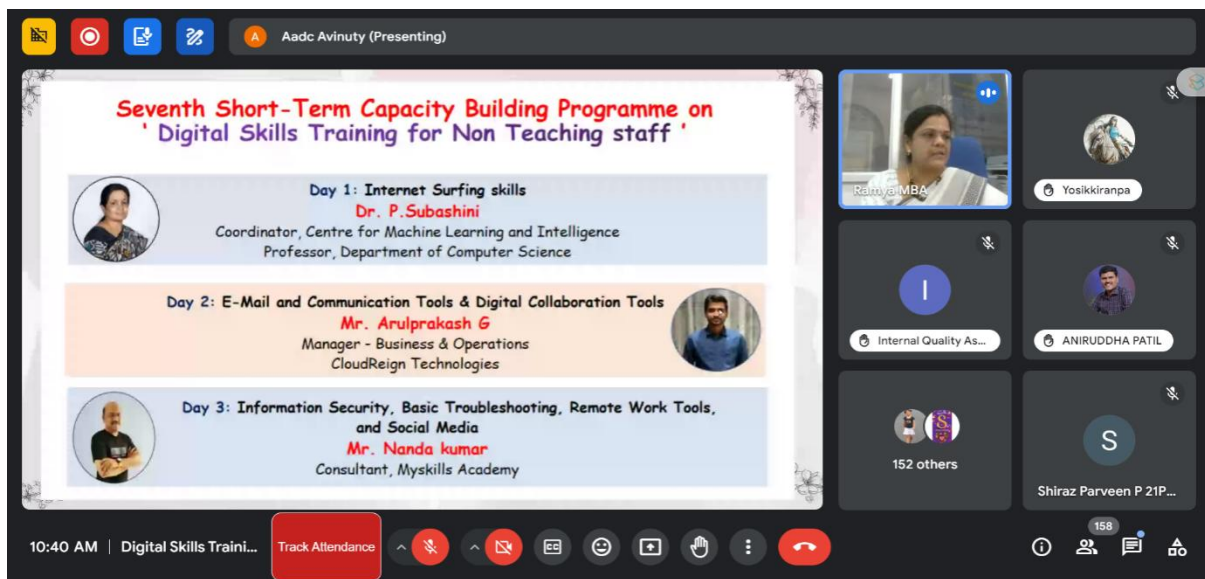 A
Aadc Avinuty (Presenting)
Seventh Short-Term Capacity Building Programme on
' Digital Skills Training for Non Teaching staff '
Day 1: Internet Surfing skills
Dr. P.Subashini
Coordinator, Centre for Machine Learning and Intelligence
Professor, Department of Computer Science
Day 2: E-Mail and Communication Tools & Digital Collaboration Tools
Mr. Arulprakash G
Manager - Business & Operations
CloudReign Technologies
Day 3: Information Security, Basic Troubleshooting, Remote Work Tools,
and Social Media
Mr. Nanda kumar
Consultant, Myskills Academy
Ramya MBA
Yosikkiranpa
I
Internal Quality As...
ANIRUDDHA PATIL
152 others
S
S
Shiraz Parveen P 21P...
10:40 AM | Digital Skills Traini...
Track Attendance
CC
158